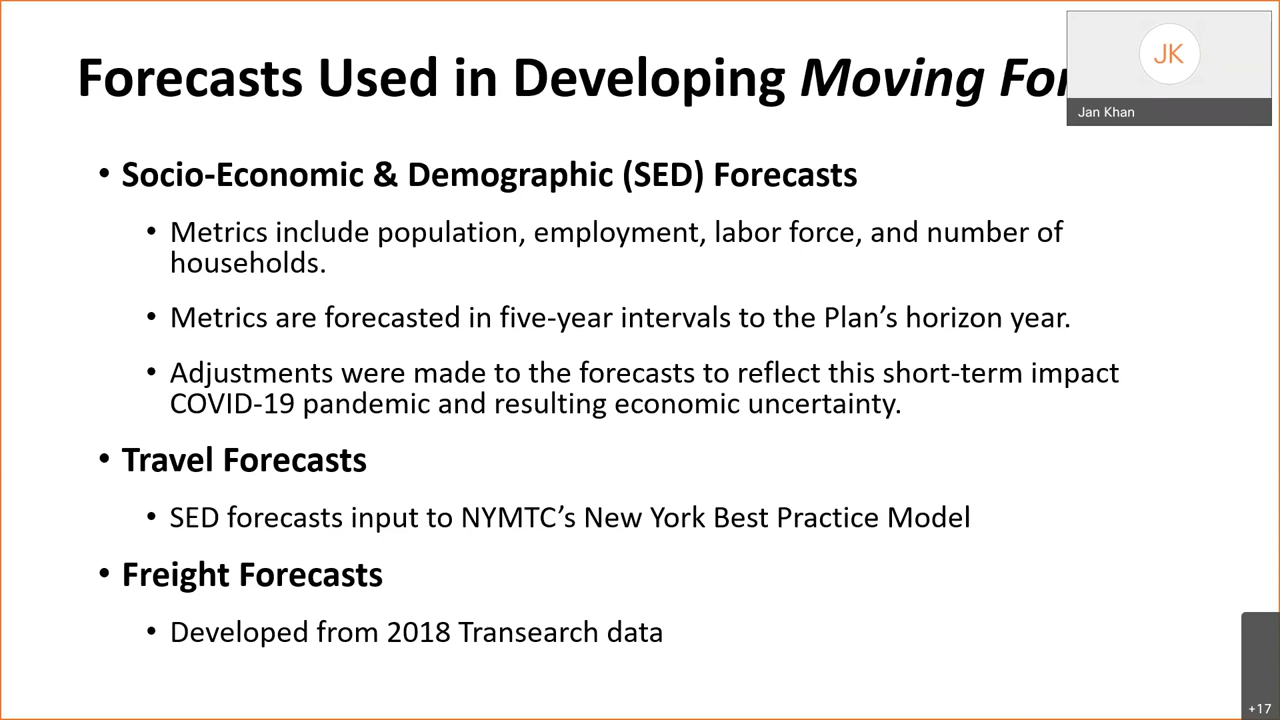 Forecasts Used in Developing Moving For
JK
Jan Khan
• Socio-Economic & Demographic (SED) Forecasts
• Metrics include population, employment, labor force, and number of
households.
• Metrics are forecasted in five-year intervals to the Plan’s horizon year.
• Adjustments were made to the forecasts to reflect this short-term impact
COVID-19 pandemic and resulting economic uncertainty.
• Travel Forecasts
• SED forecasts input to NYMTC’s New York Best Practice Model
• Freight Forecasts
• Developed from 2018 Transearch data
+17